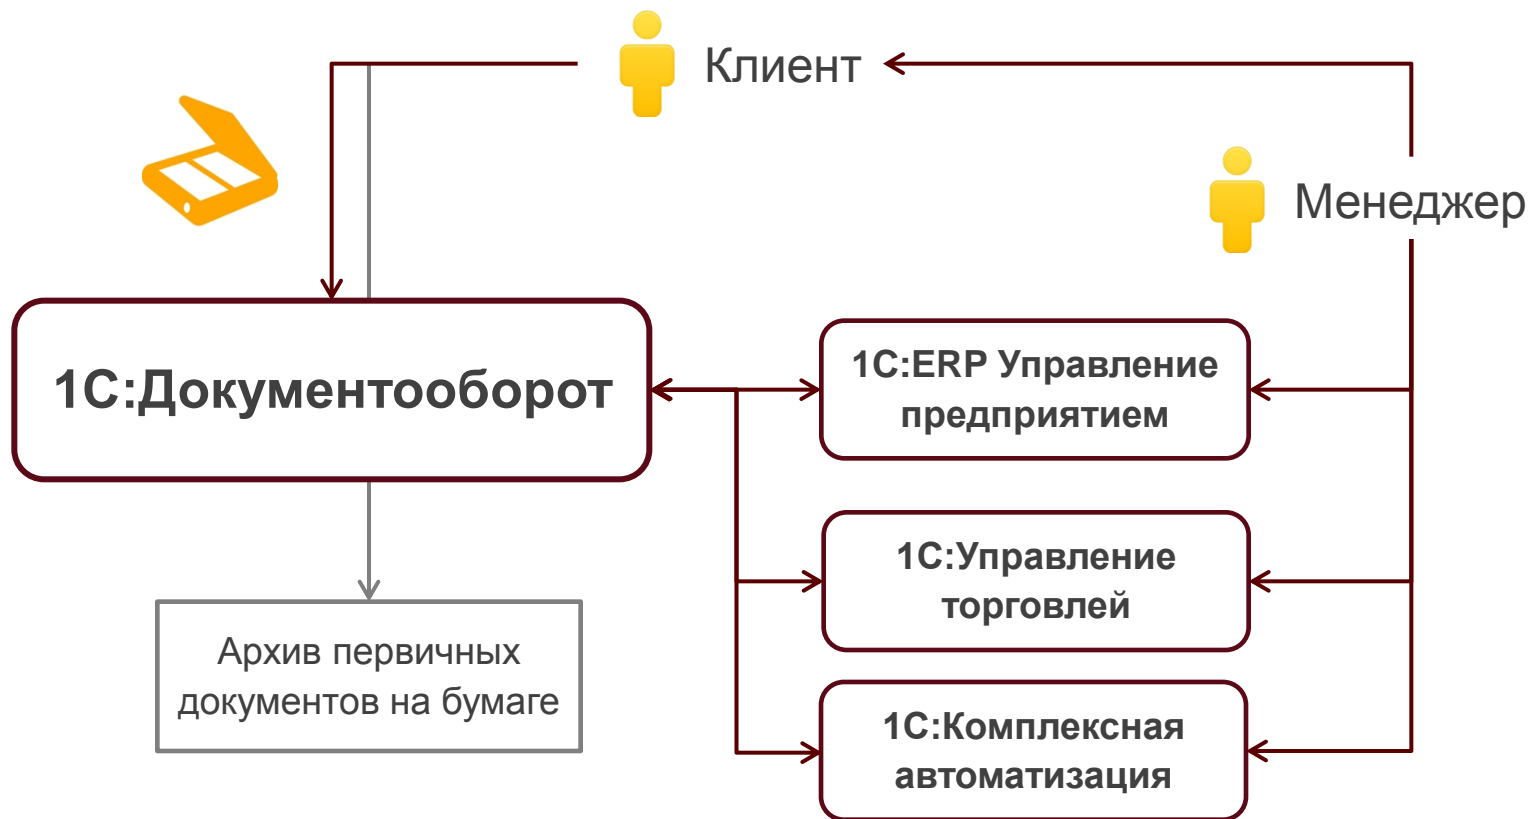 Клиент
Менеджер
1С:Документооборот
1С:ERP Управление
предприятием
1С:Управление
торговлей
Архив первичных
документов на бумаге
1С:Комплексная
автоматизация